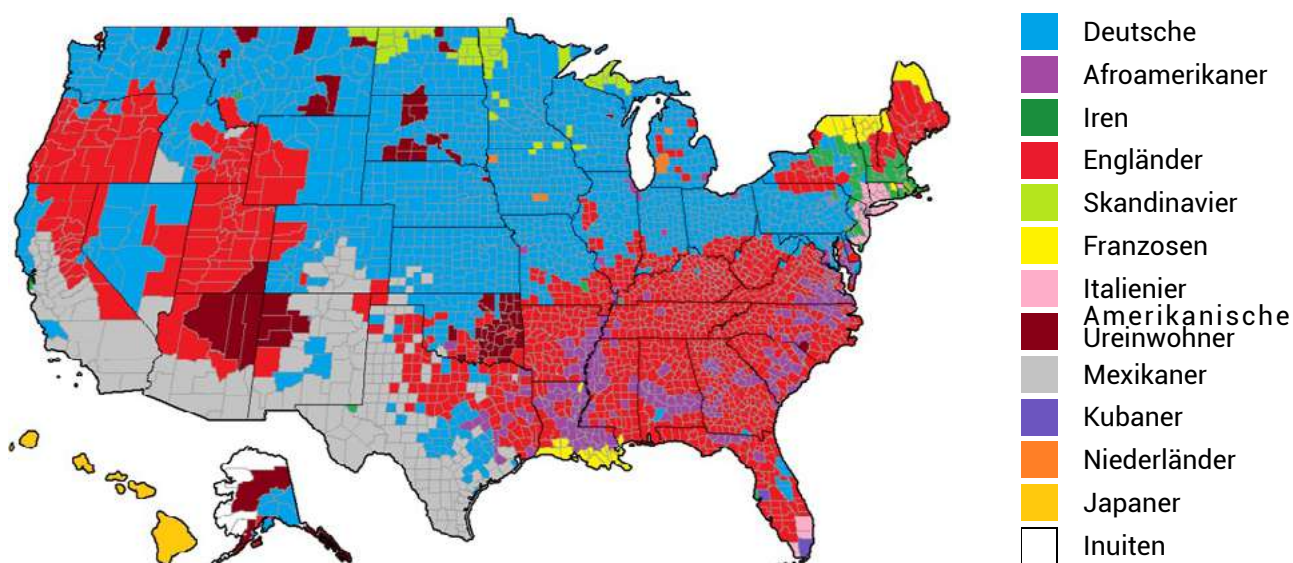 Deutsche
Afroamerikaner
Iren
Engländer
Skandinavier
Franzosen
Italienier
Amerikanische
Ureinwohner
Mexikaner
Kubaner
Niederländer
Japaner
Inuiten